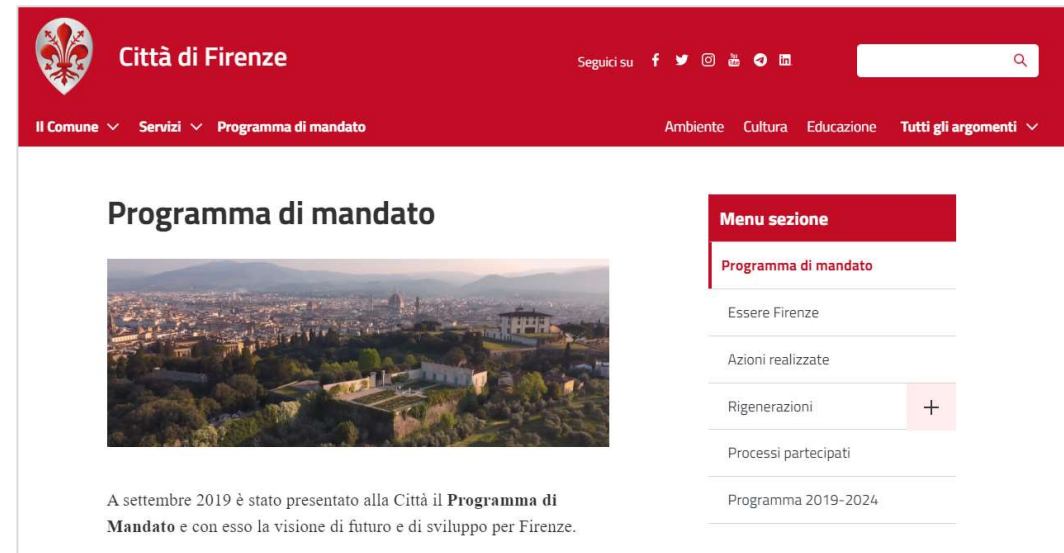 Città di Firenze
Seguici su
Il Comune Servizi Programma di mandato
Ambiente Cultura Educazione Tutti gli argomenti
Programma di mandato
A settembre 2019 è stato presentato alla Città il Programma di
Mandato e con esso la visione di futuro e di sviluppo per Firenze.
Menu sezione
Programma di mandato
Essere Firenze
Azioni realizzate
Rigenerazioni
Processi partecipati
Programma 2019-2024